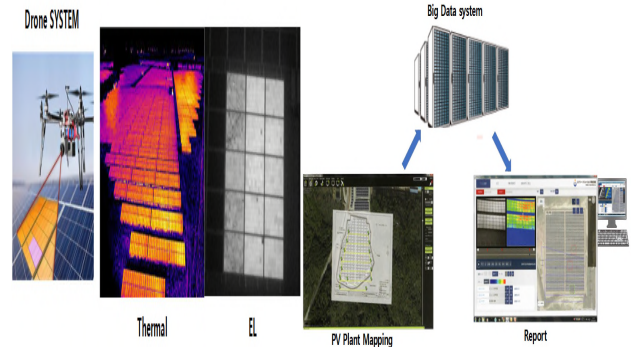 Drone SYSTEM
Big Data system
Thermal
EL
PV Plant Mapping
Report